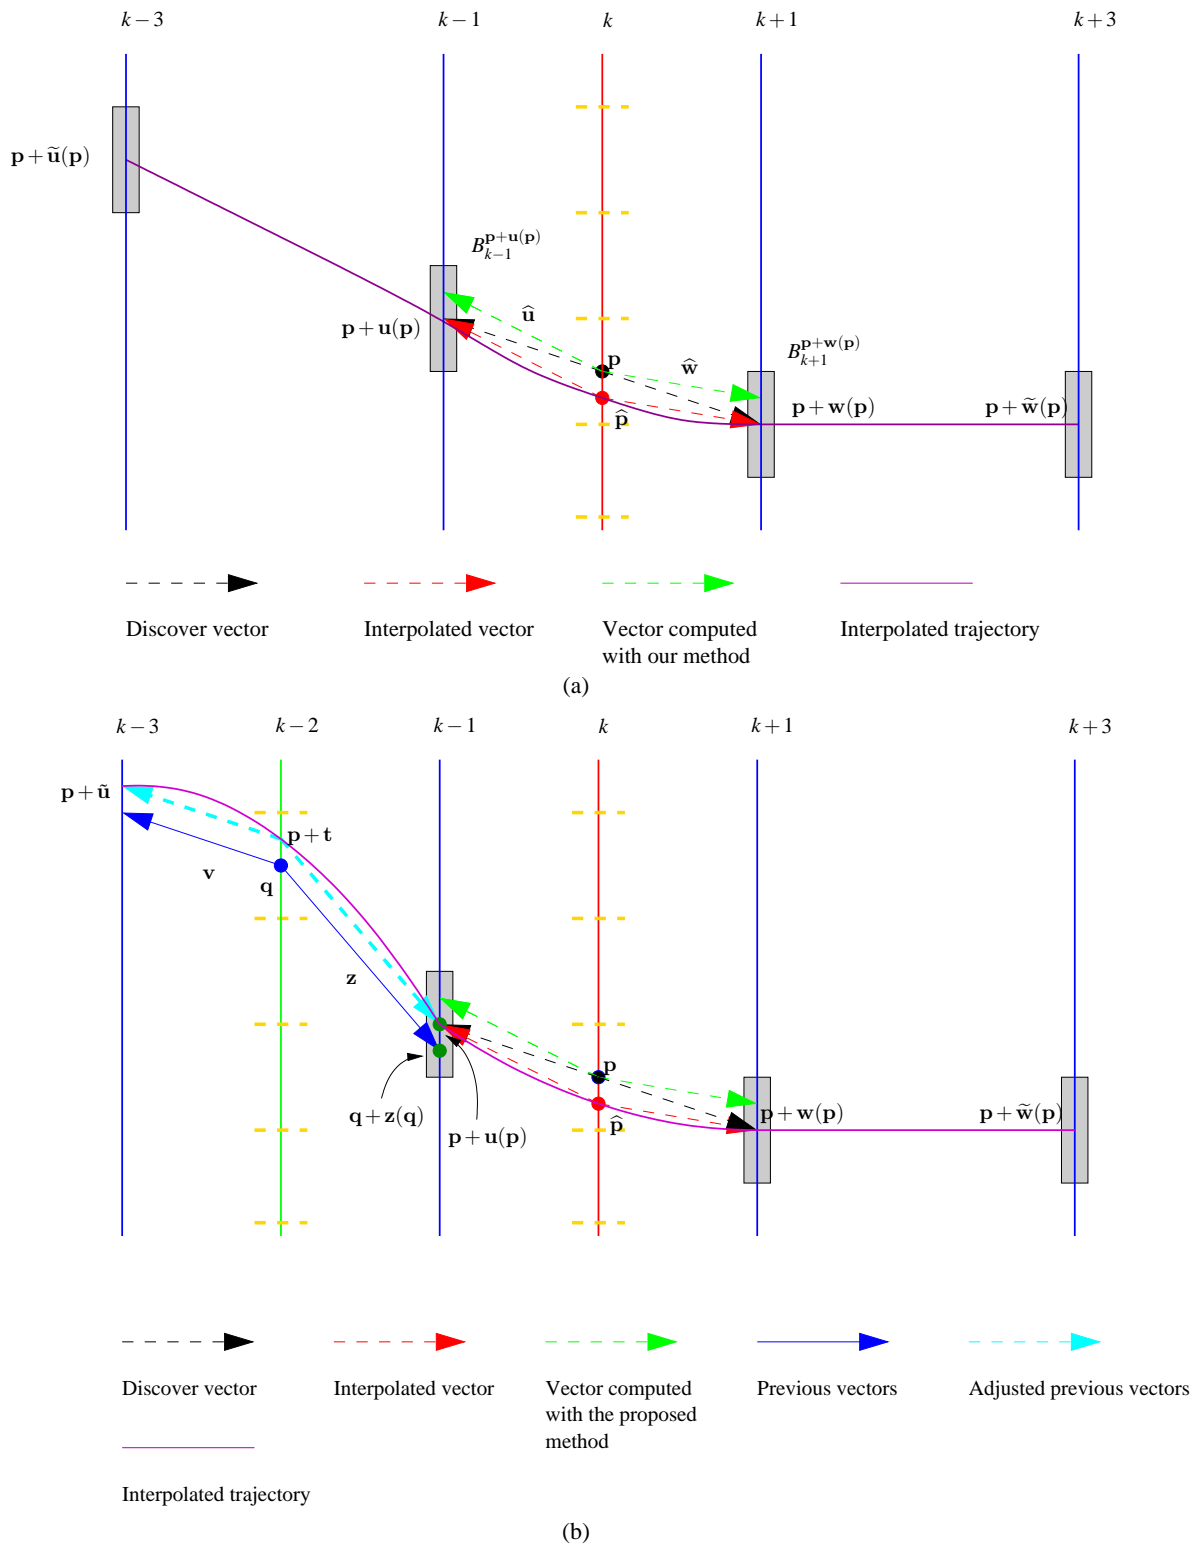 k−3 k−1 k k+1 k+3
p+ũ(p)
B_{k−1}^{p+u(p)}
û
p+u(p)
p
B_{k+1}^{p+w(p)}
ŵ
p̂
p+w(p)
p+w̃(p)
Discover vector
Interpolated vector
Vector computed
with our method
Interpolated trajectory
(a)
k−3 k−2 k−1 k k+1 k+3
p+ũ
p+t
v
q
z
p
q+z(q)
p+u(p)
p̂
p+w(p)
p+w̃(p)
Discover vector
Interpolated vector
Vector computed
with the proposed
method
Previous vectors
Adjusted previous vectors
Interpolated trajectory
(b)